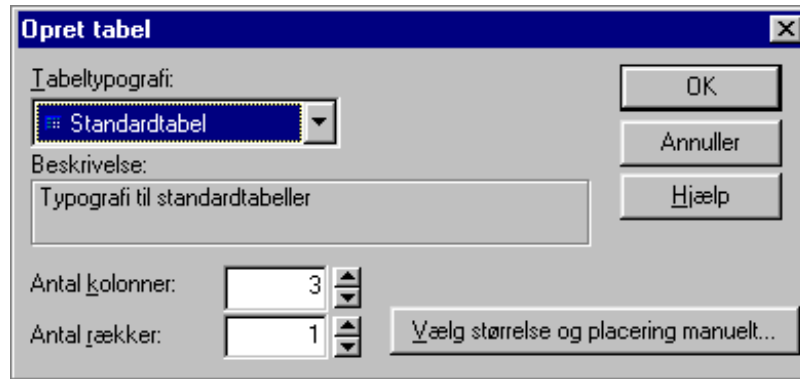 Opret tabel
Tabeltypografi:
Standardtabel
Beskrivelse:
Typografi til standardtabeller
Antal kolonner:
3
Antal rækker:
1
OK
Annuller
Hjælp
Vælg størrelse og placering manuelt...